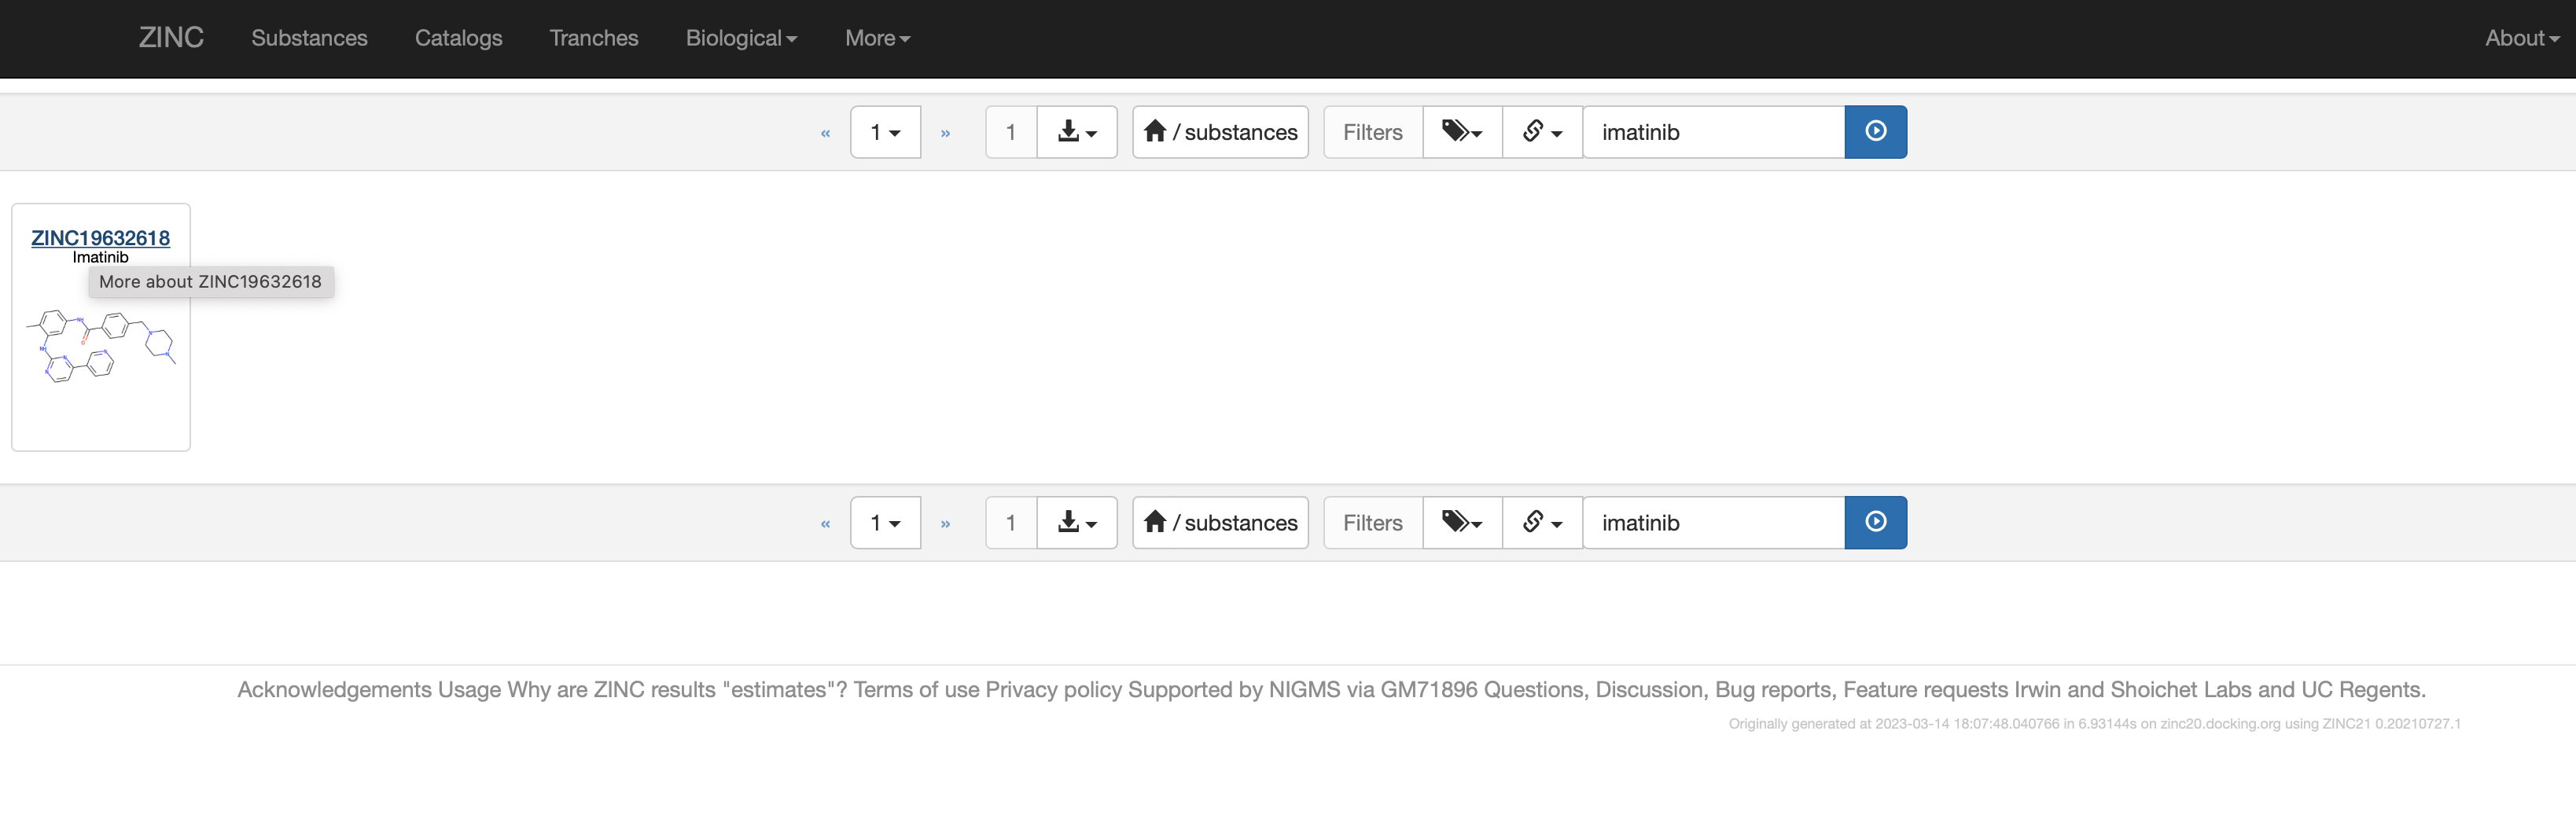 ZINC Substances Catalogs Tranches Biological More About
« 1 » 1 / substances Filters imatinib
ZINC19632618
Imatinib
More about ZINC19632618
NH
O
N
N
NH
N
N
N
« 1 » 1 / substances Filters imatinib
Acknowledgements Usage Why are ZINC results "estimates"? Terms of use Privacy policy Supported by NIGMS via GM71896 Questions, Discussion, Bug reports, Feature requests Irwin and Shoichet Labs and UC Regents.
Originally generated at 2023-03-14 18:07:48.040766 in 6.93144s on zinc20.docking.org using ZINC21 0.20210727.1